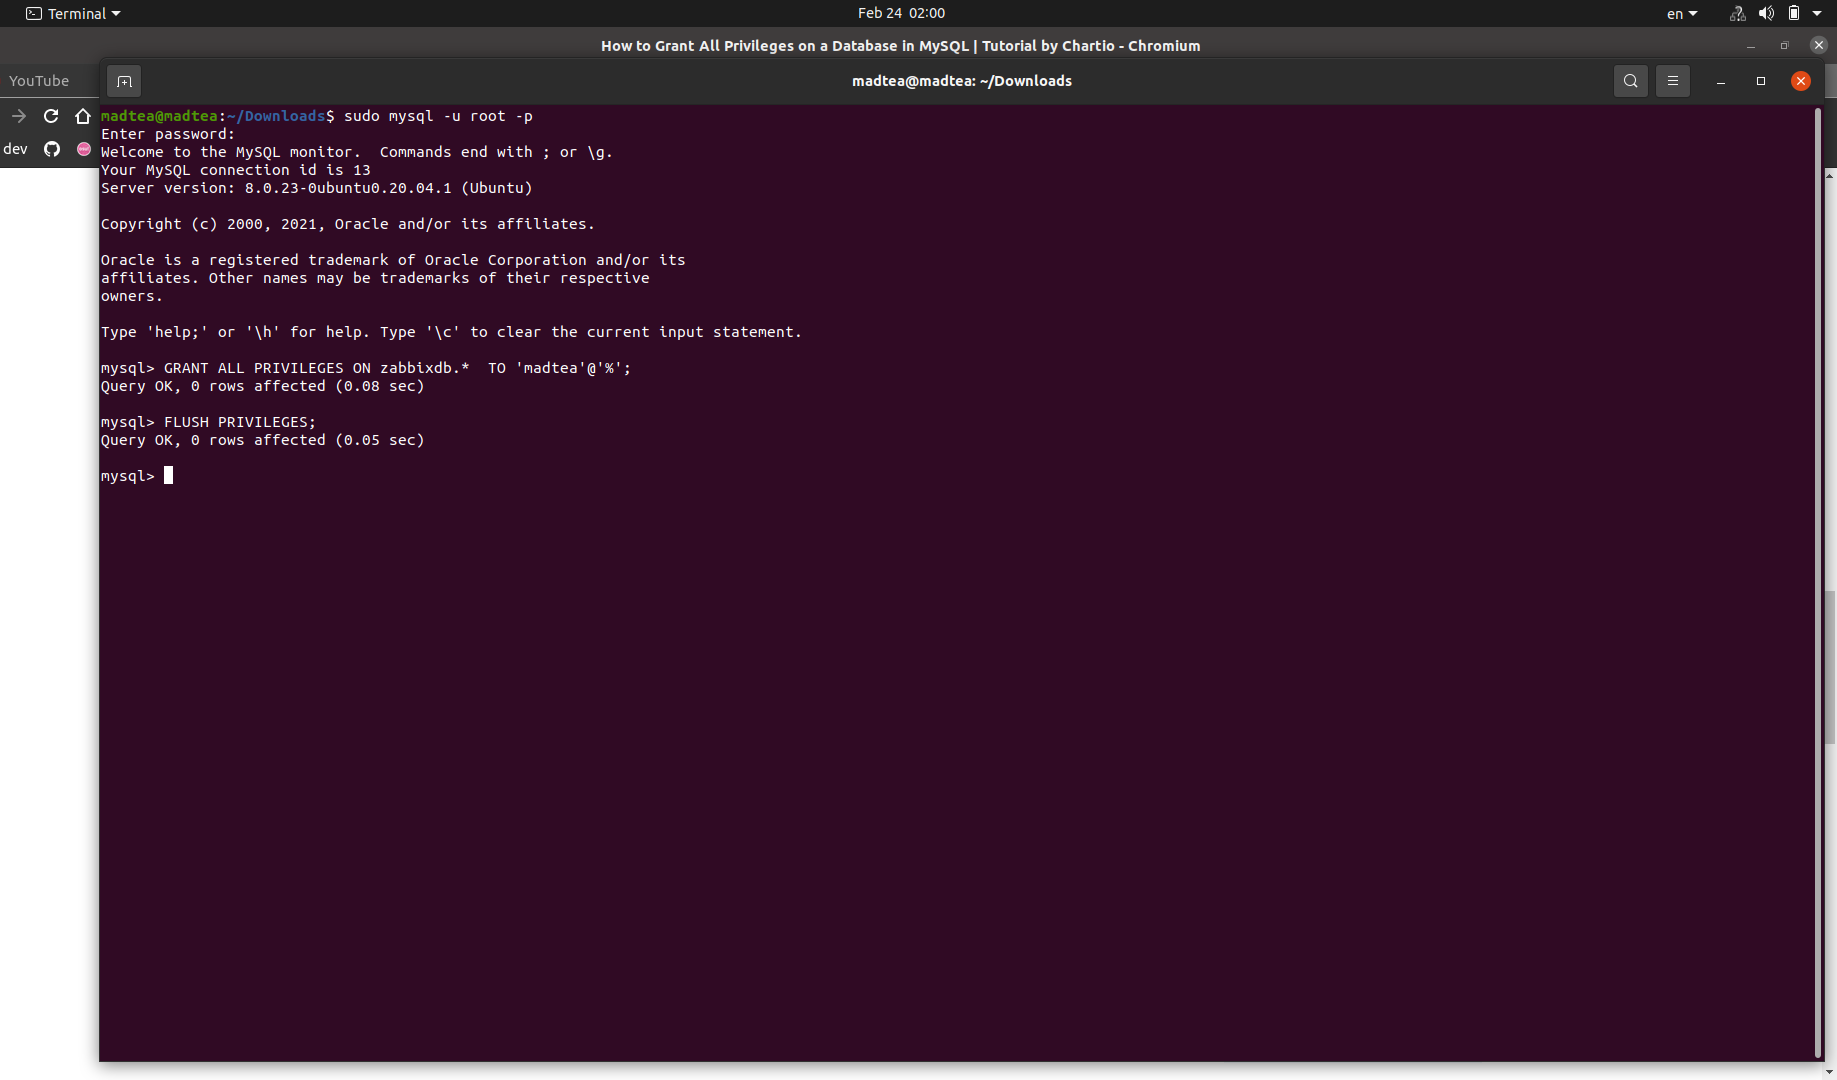 Terminal
Feb 24 02:00
en
How to Grant All Privileges on a Database in MySQL | Tutorial by Chartio - Chromium
YouTube
madtea@madtea: ~/Downloads
dev
madtea@madtea:~/Downloads$ sudo mysql -u root -p
Enter password:
Welcome to the MySQL monitor.  Commands end with ; or \g.
Your MySQL connection id is 13
Server version: 8.0.23-0ubuntu0.20.04.1 (Ubuntu)
Copyright (c) 2000, 2021, Oracle and/or its affiliates.
Oracle is a registered trademark of Oracle Corporation and/or its
affiliates. Other names may be trademarks of their respective
owners.
Type 'help;' or '\h' for help. Type '\c' to clear the current input statement.
mysql> GRANT ALL PRIVILEGES ON zabbixdb.*  TO 'madtea'@'%';
Query OK, 0 rows affected (0.08 sec)
mysql> FLUSH PRIVILEGES;
Query OK, 0 rows affected (0.05 sec)
mysql>